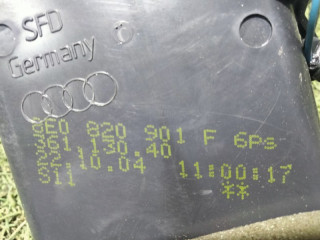 SFD
Germany
8E0 820 901 F 6Ps
361.130.40
22.10.04 11:00:17
S11 **